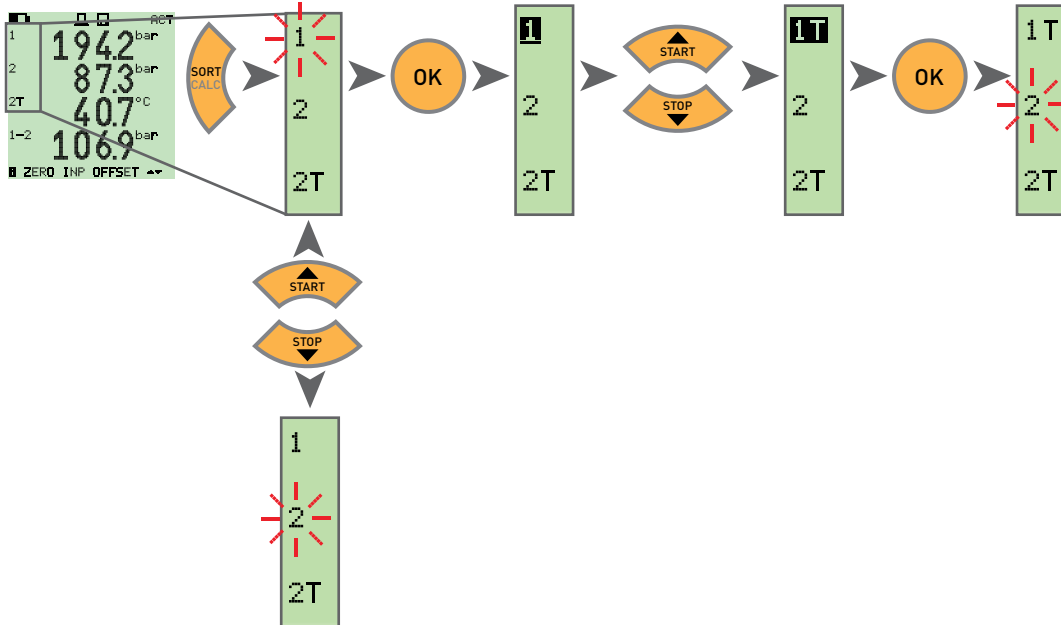 ACT
1 194.2 bar
2 87.3 bar
2T 40.7 °C
1-2 106.9 bar
ZERO INP OFFSET
SORT
CALC
1
2
2T
OK
1
2
2T
START
STOP
1T
2
2T
OK
1T
2
2T
START
STOP
1
2
2T